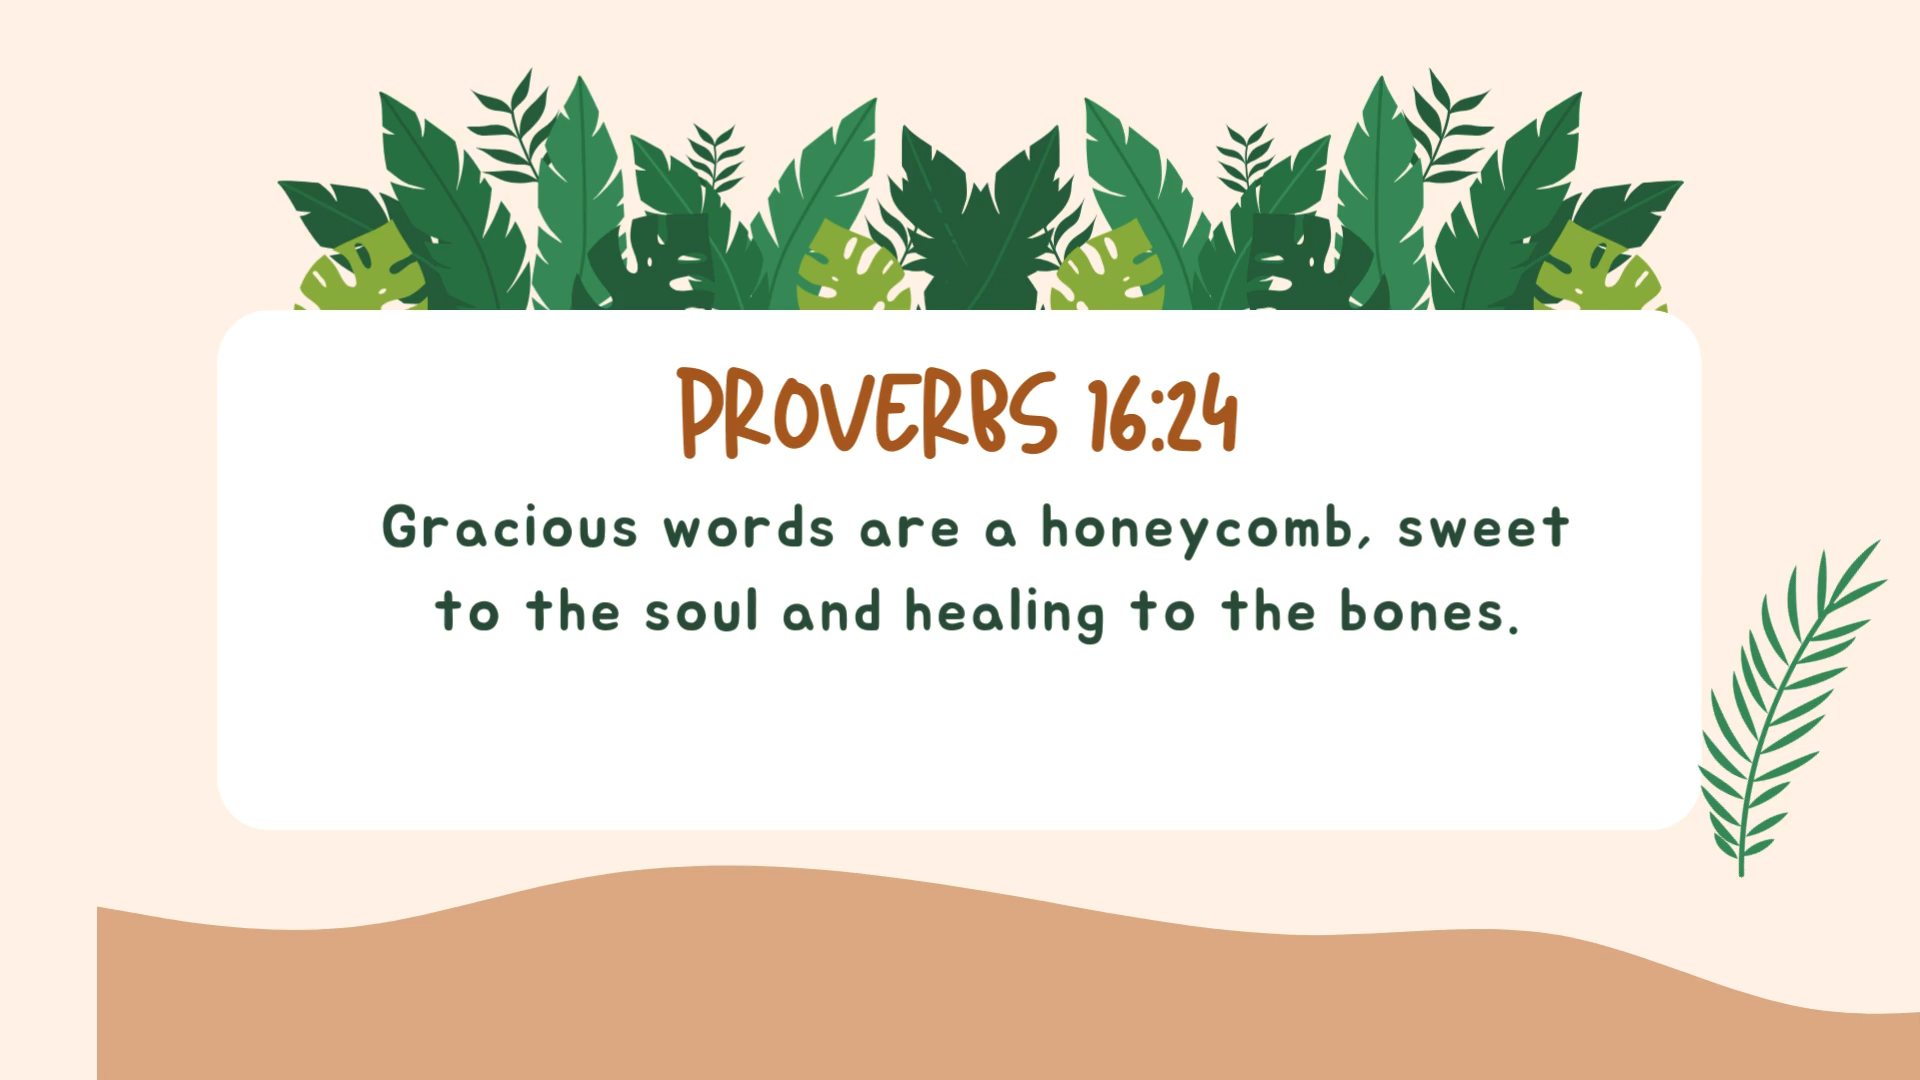 PROVERBS 16:24
Gracious words are a honeycomb, sweet
to the soul and healing to the bones.